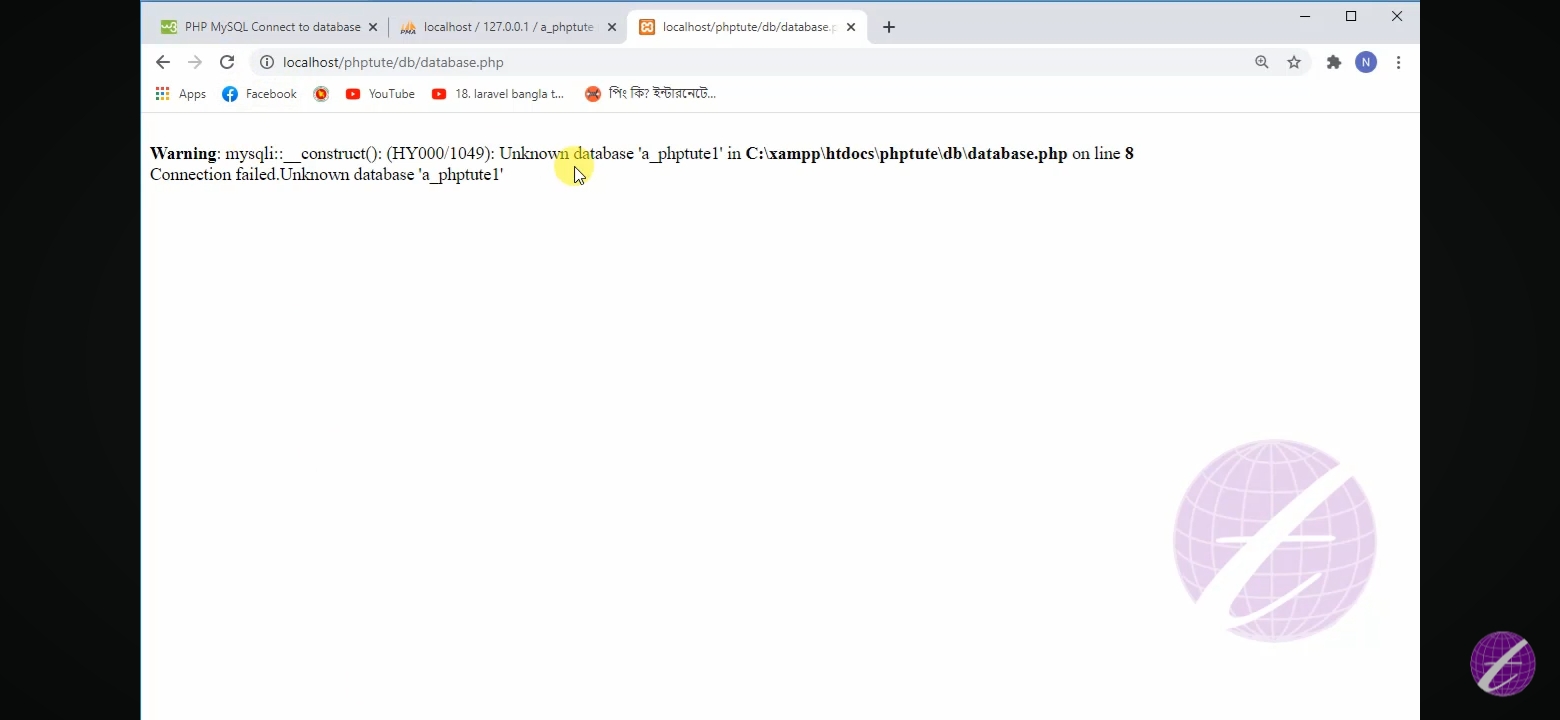 PHP MySQL Connect to database
localhost / 127.0.0.1 / a_phptute
localhost/phptute/db/database.p
localhost/phptute/db/database.php
N
Apps
Facebook
YouTube
18. laravel bangla t...
পিং কি? ইন্টারনেটে...
Warning: mysqli::__construct(): (HY000/1049): Unknown database 'a_phptute1' in C:\xampp\htdocs\phptute\db\database.php on line 8
Connection failed.Unknown database 'a_phptute1'